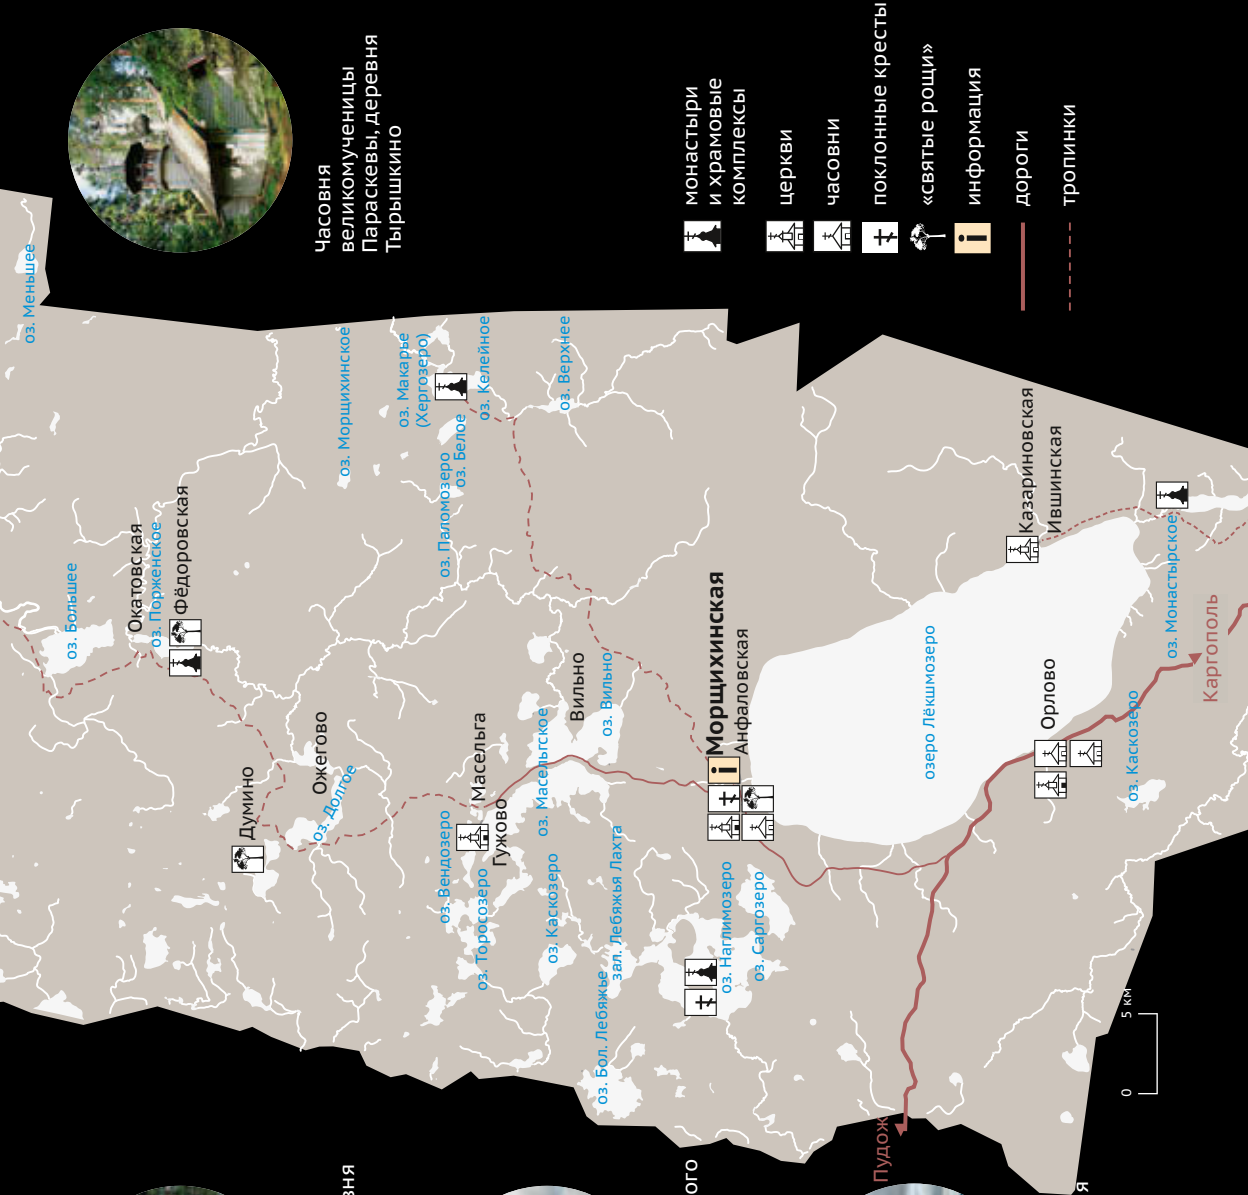 Часовня
великомученицы
Параскевы, деревня
Тырышкино
монастыри
и храмовые
комплексы
церкви
часовни
поклонные кресты
«святые рощи»
информация
дороги
тропинки
оз. Меньшее
оз. Большее
Окатовская
оз. Порженское
Фёдоровская
Думино
Ожегово
оз. Долгое
оз. Морщихинское
оз. Макарье
(Хергозеро)
оз. Келейное
оз. Белое
оз. Паломозеро
оз. Верхнее
оз. Вендозеро
Масельга
Гужово
оз. Торосозеро
оз. Масельгское
оз. Каскозеро
Вильно
оз. Вильно
зал. Лебяжья Лахта
оз. Бол. Лебяжье
Морщихинская
Анфаловская
оз. Наглимозеро
оз. Саргозеро
озеро Лёкшмозеро
Казариновская
Ившинская
Орлово
оз. Монастырское
оз. Каскозеро
Каргополь
Пудож
0 5 км
вня
ого
я